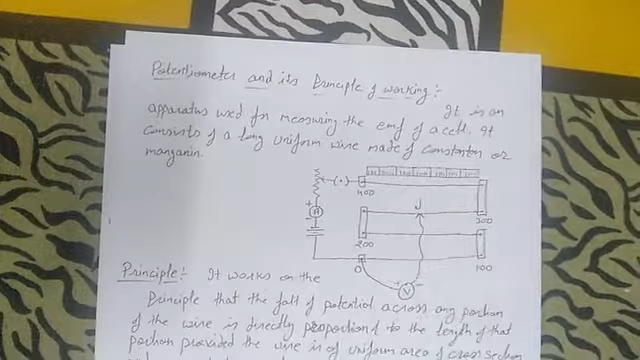 Potentiometer and its Principle of working :-
It is an
apparatus used for measuring the emf of a cell. It
consists of a long uniform wire made of constantan or
manganin.
400
+ A -
J
300
200
0
100
+ V -
Principle :- It works on the
Principle that the fall of potential across any portion
of the wire is directly proportional to the length of that
portion provided the wire is of uniform area of cross section